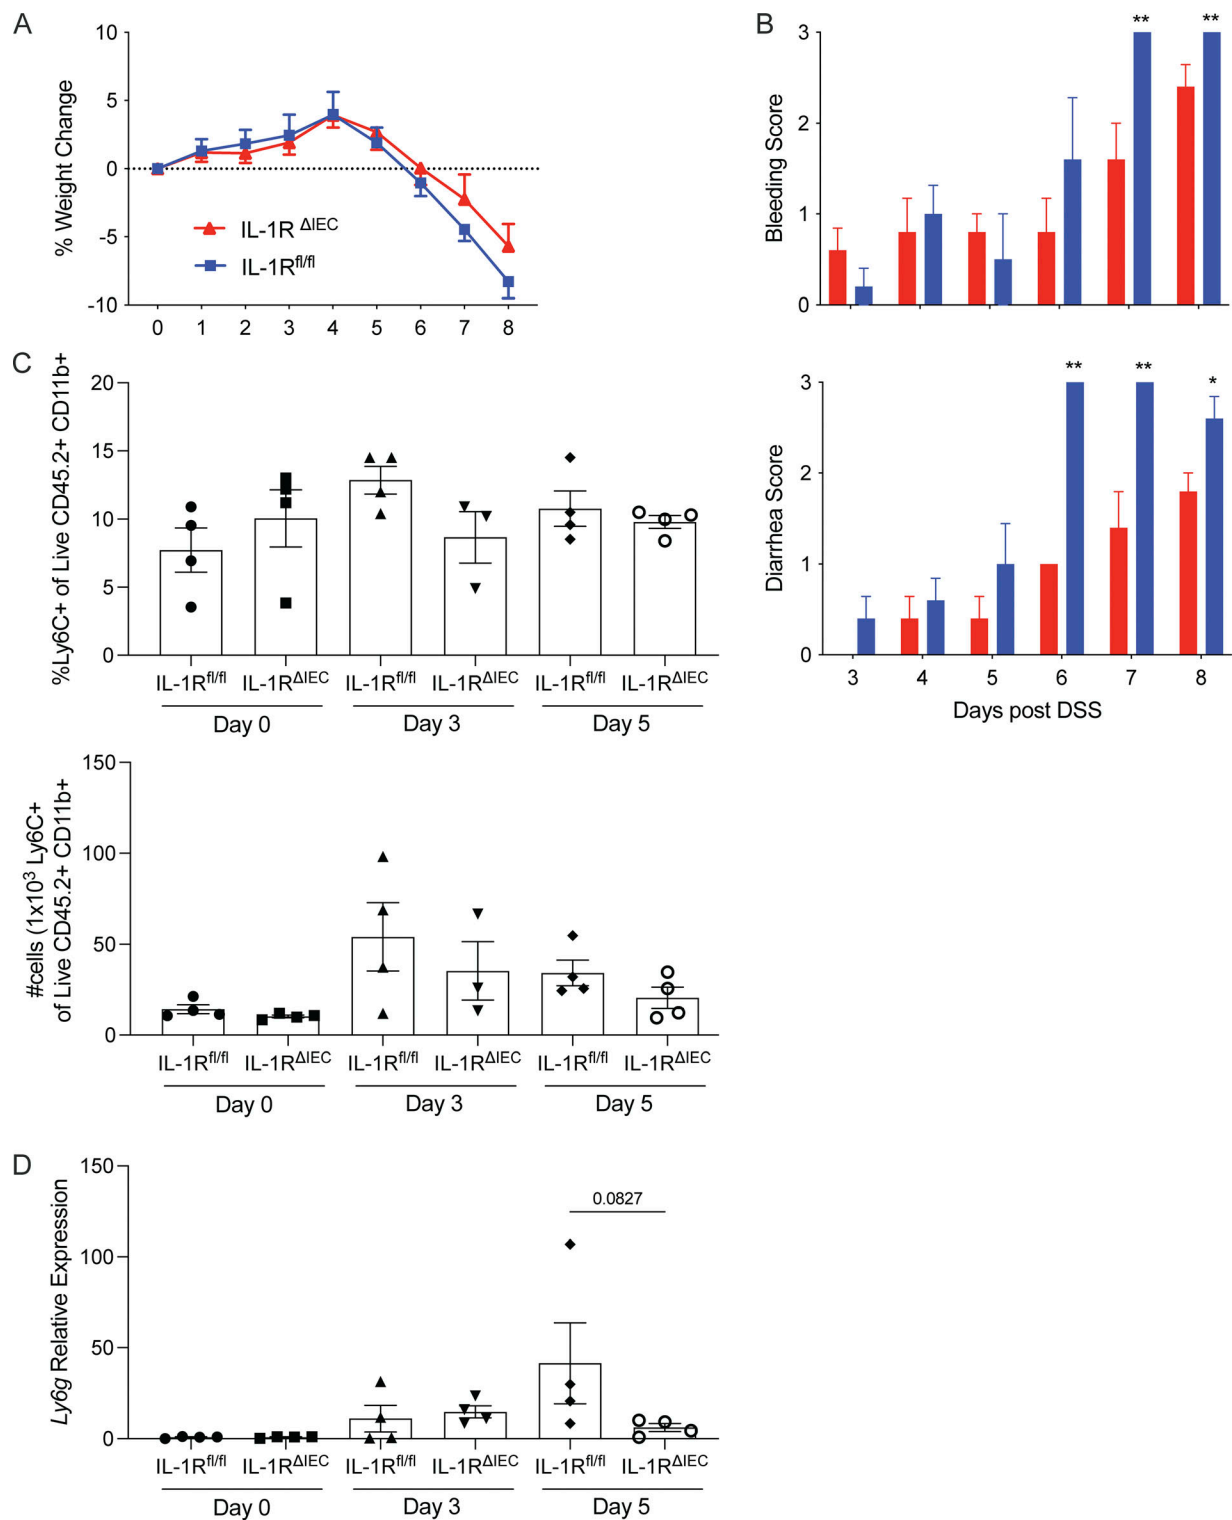 A
% Weight Change
10
5
0
-5
-10
0 1 2 3 4 5 6 7 8
IL-1R ΔIEC
IL-1Rfl/fl
B
Bleeding Score
3
2
1
0
** **
Diarrhea Score
3
2
1
0
** ** *
3 4 5 6 7 8
Days post DSS
C
%Ly6C+ of Live CD45.2+ CD11b+
20
15
10
5
0
IL-1Rfl/fl IL-1RΔIEC IL-1Rfl/fl IL-1RΔIEC IL-1Rfl/fl IL-1RΔIEC
Day 0 Day 3 Day 5
#cells (1x10³ Ly6C+
of Live CD45.2+ CD11b+
150
100
50
0
IL-1Rfl/fl IL-1RΔIEC IL-1Rfl/fl IL-1RΔIEC IL-1Rfl/fl IL-1RΔIEC
Day 0 Day 3 Day 5
D
Ly6g Relative Expression
150
100
50
0
0.0827
IL-1Rfl/fl IL-1RΔIEC IL-1Rfl/fl IL-1RΔIEC IL-1Rfl/fl IL-1RΔIEC
Day 0 Day 3 Day 5